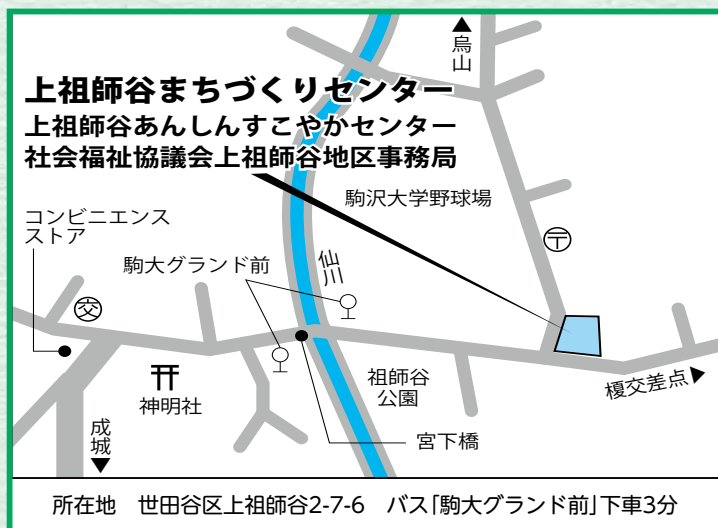 ▲烏山
上祖師谷まちづくりセンター
上祖師谷あんしんすこやかセンター
社会福祉協議会上祖師谷地区事務局
駒沢大学野球場
コンビニエンス
ストア
駒大グランド前
仙川
〒
交
神明社
祖師谷
公園
榎交差点▶
成城▼
宮下橋
所在地　世田谷区上祖師谷2-7-6　バス｢駒大グランド前｣下車3分